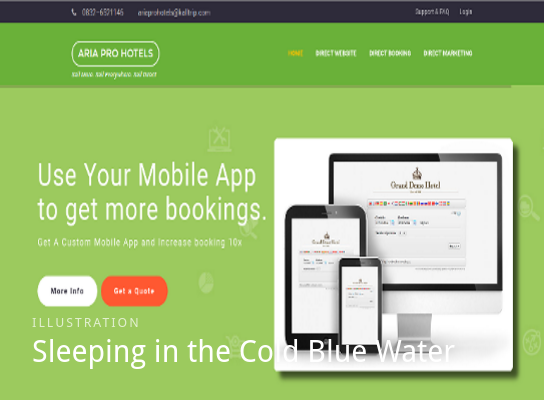 0832-6521146 ariaprohotels@kalltrip.com Support & FAQ Login
ARIA PRO HOTELS
HOME DIRECT WEBSITE DIRECT BOOKING DIRECT MARKETING
Use Your Mobile App
to get more bookings.
Get A Custom Mobile App and Increase booking 10x
More Info Get a Quote
Grand Demo Hotel
ILLUSTRATION
Sleeping in the Cold Blue Water